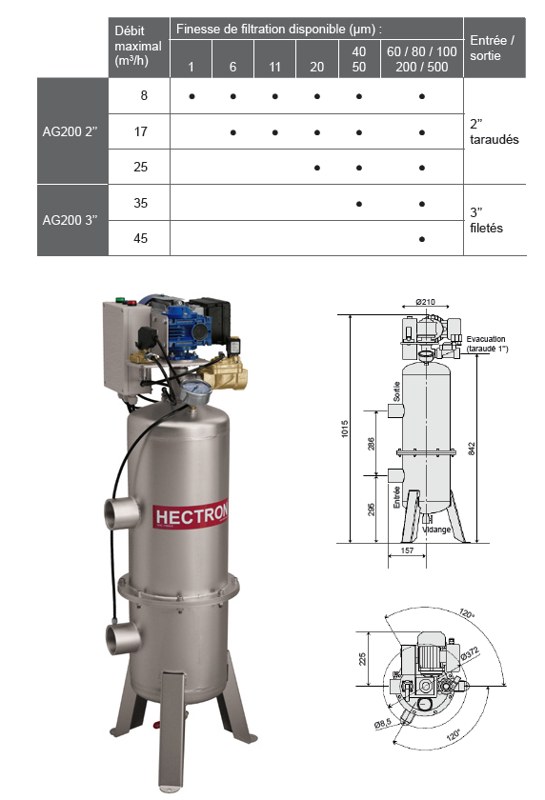 Débit maximal (m³/h)
Finesse de filtration disponible (µm) :
Entrée / sortie
1 6 11 20 40 50 60 / 80 / 100 200 / 500
AG200 2"
8 • • • • • •
17 • • • • •
25 • • •
2" taraudés
AG200 3"
35 • •
45 •
3" filetés
HECTRON
Ø210
Evacuation
(taraudé 1")
Sortie
1015
286
842
Entrée
295
Vidange
157
120°
225
Ø372
Ø8,5
120°